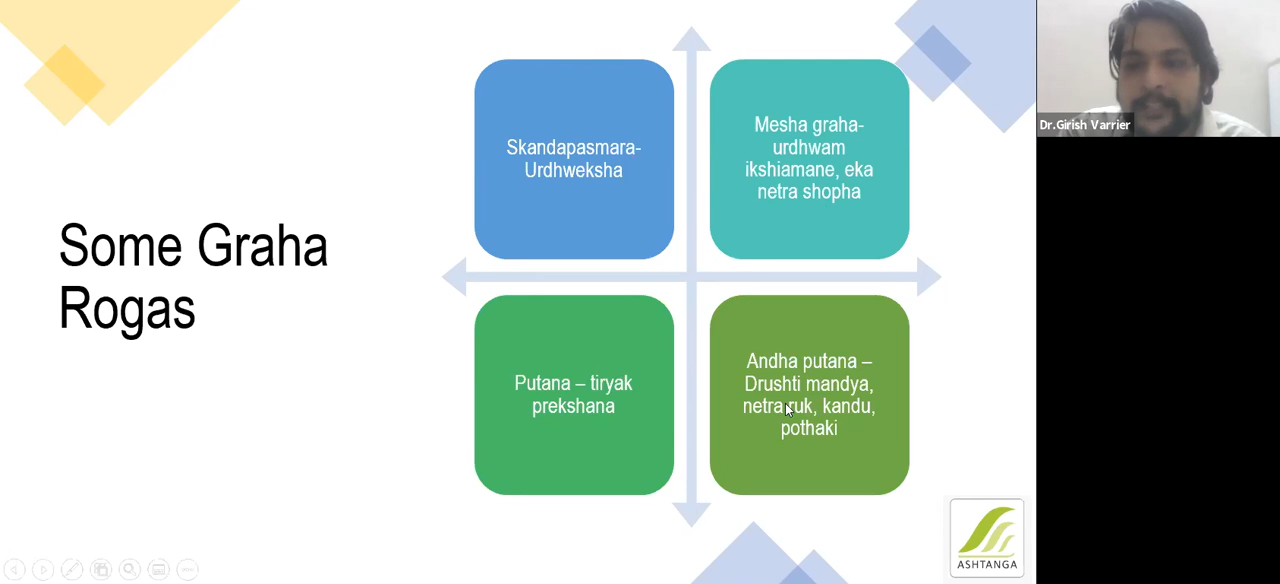 Some Graha
Rogas
Skandapasmara-
Urdhweksha
Mesha graha-
urdhwam
ikshiamane, eka
netra shopha
Putana – tiryak
prekshana
Andha putana –
Drushti mandya,
netra ruk, kandu,
pothaki
Dr.Girish Varrier
ASHTANGA